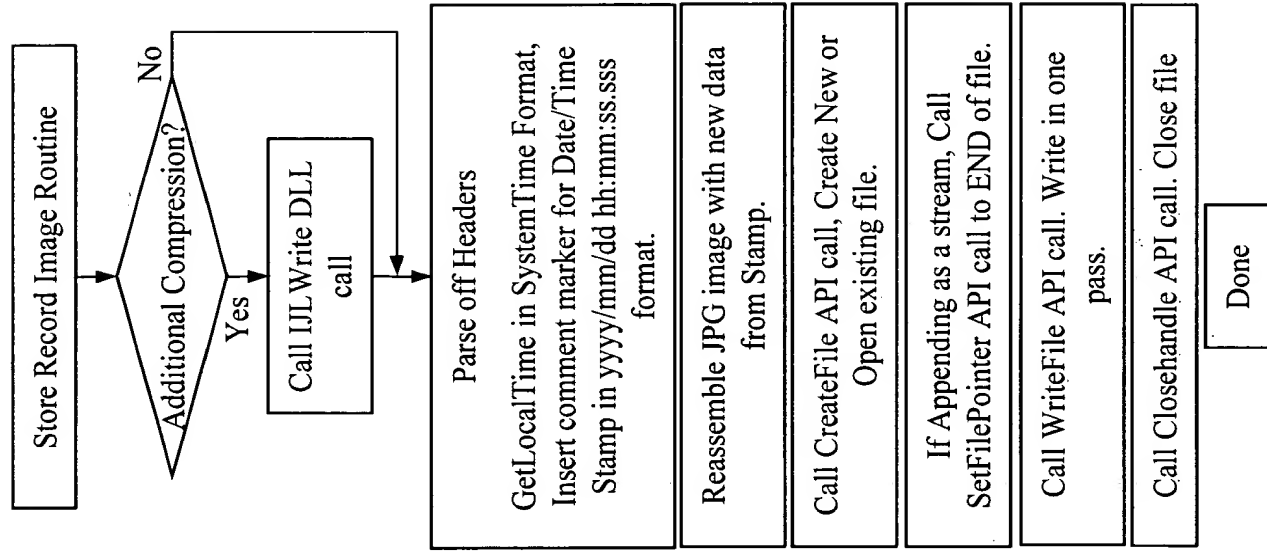 Store Record Image Routine
Additional Compression?
No
Yes
Call IJLWrite DLL
call
Parse off Headers
GetLocalTime in SystemTime Format,
Insert comment marker for Date/Time
Stamp in yyyy/mm/dd hh:mm:ss.sss
format.
Reassemble JPG image with new data
from Stamp.
Call CreateFile API call, Create New or
Open existing file.
If Appending as a stream, Call
SetFilePointer API call to END of file.
Call WriteFile API call. Write in one
pass.
Call Closehandle API call. Close file
Done